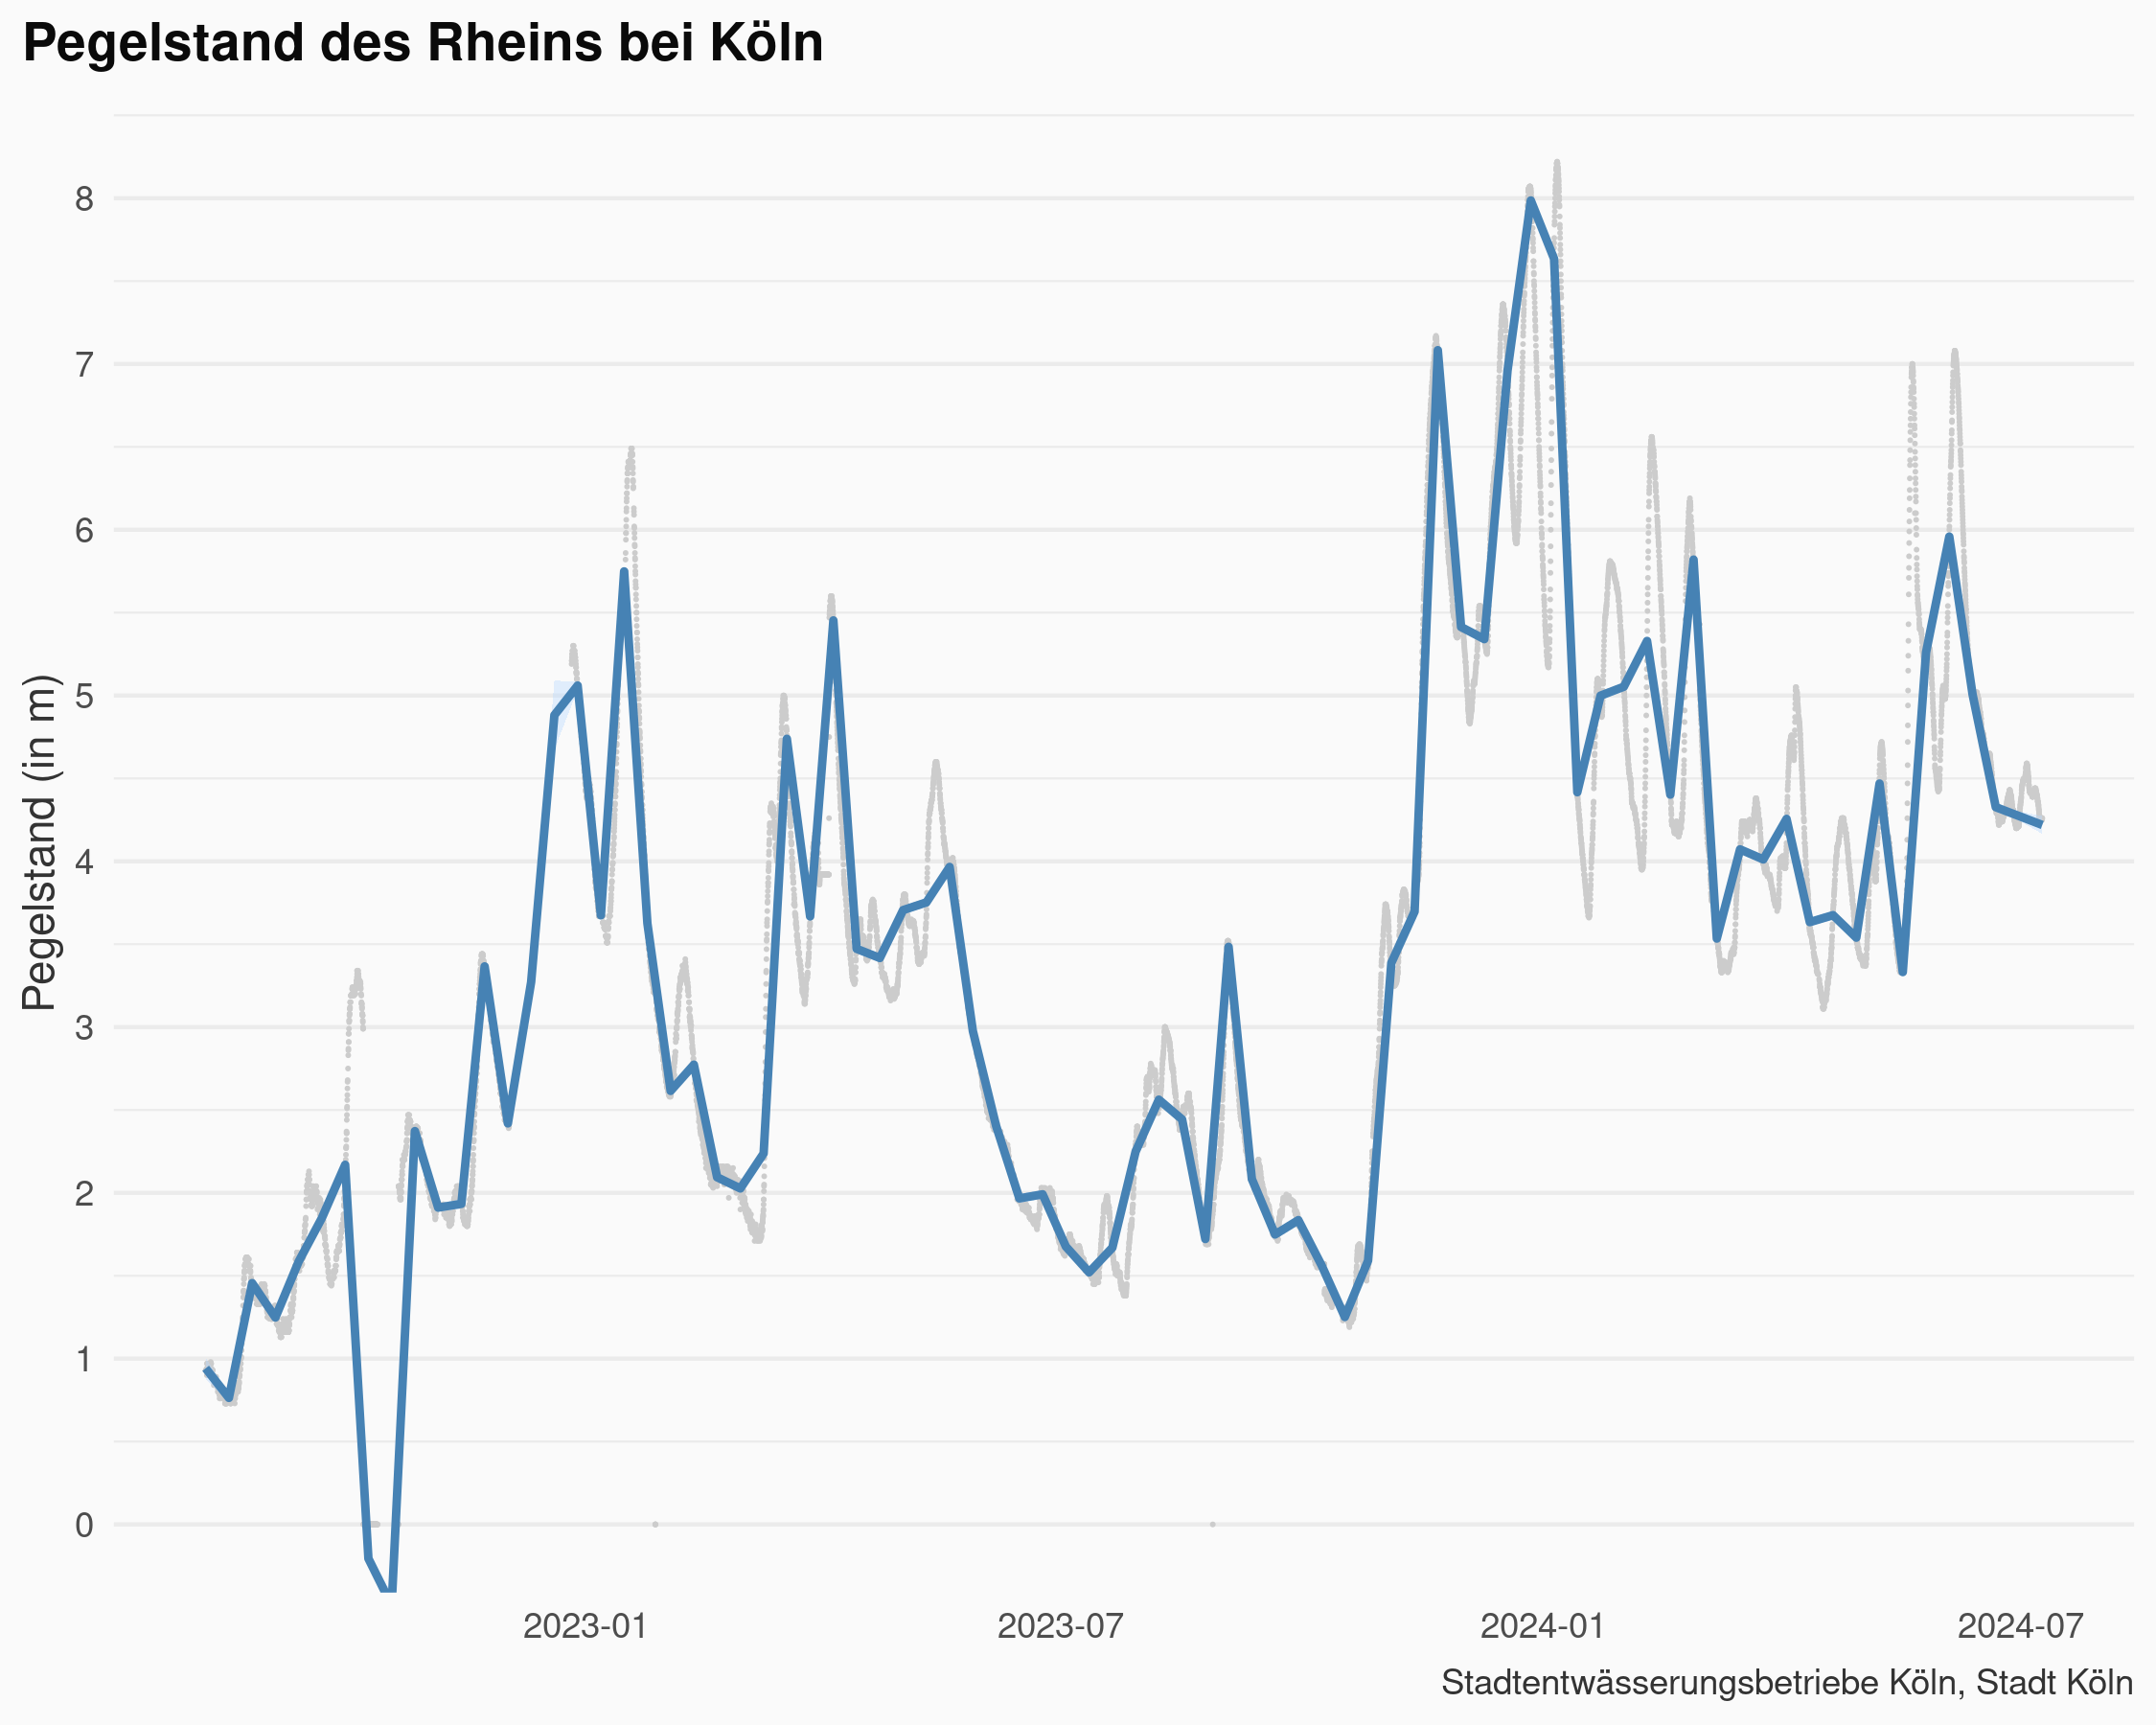 Pegelstand des Rheins bei Köln
Pegelstand (in m)
8
7
6
5
4
3
2
1
0
2023-01 2023-07 2024-01 2024-07
Stadtentwässerungsbetriebe Köln, Stadt Köln